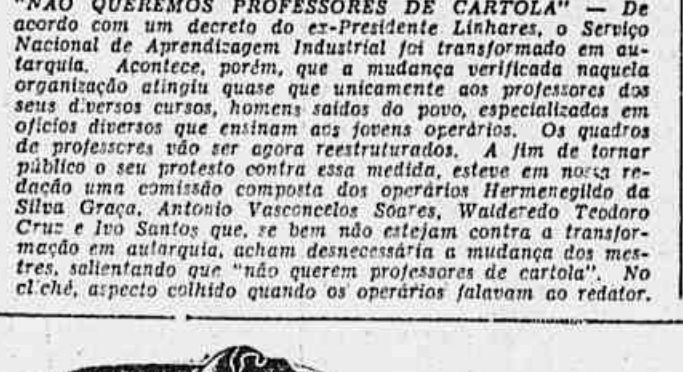 "NÃO QUEREMOS PROFESSORES DE CARTOLA" — De
acordo com um decreto do ex-Presidente Linhares, o Serviço
Nacional de Aprendizagem Industrial foi transformado em au-
tarquia. Acontece, porém, que a mudança verificada naquela
organização atingiu quase que unicamente aos professores dos
seus diversos cursos, homens saidos do povo, especializados em
ofícios diversos que ensinam aos jovens operários. Os quadros
de professores vão ser agora reestruturados. A fim de tornar
público o seu protesto contra essa medida, esteve em nossa re-
dação uma comissão composta dos operários Hermenegildo da
Silva Graça, Antonio Vasconcelos Soares, Walderedo Teodoro
Cruz e Ivo Santos que, se bem não estejam contra a transfor-
mação em autarquia, acham desnecessária a mudança dos mes-
tres, salientando que "não querem professores de cartola". No
clichê, aspecto colhido quando os operários falavam ao redator.